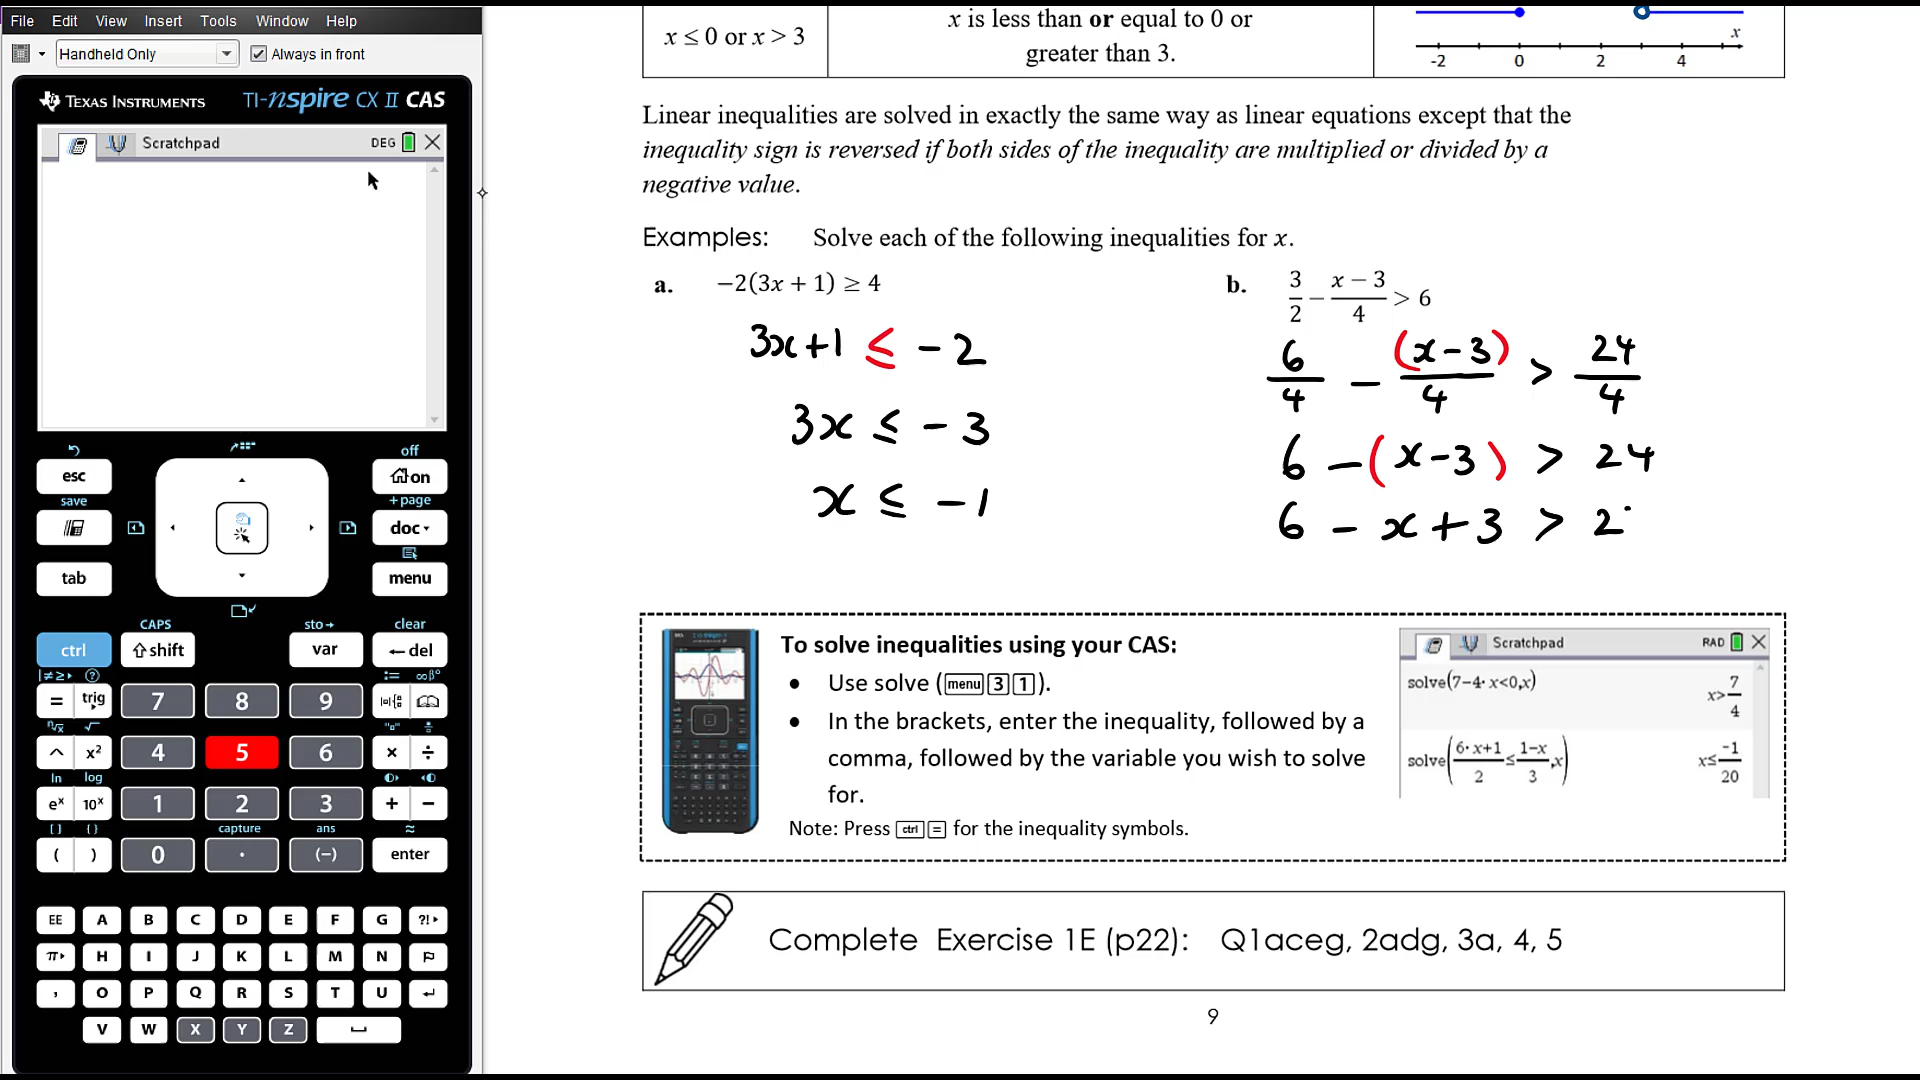 File Edit View Insert Tools Window Help
Handheld Only Always in front
TEXAS INSTRUMENTS TI-nspire CX II CAS
Scratchpad DEG
off
esc on
save + page
doc
tab menu
CAPS sto→ clear
ctrl ⇧shift var ←del
= trig 7 8 9
^ x² 4 5 6 × ÷
ln log
eˣ 10ˣ 1 2 3 + −
[ ] { } capture ans ≈
( ) 0 . (−) enter
EE A B C D E F G ?!▸
π▸ H I J K L M N
, O P Q R S T U ↵
V W X Y Z
x ≤ 0 or x > 3
x is less than or equal to 0 or
greater than 3.
x
-2 0 2 4
Linear inequalities are solved in exactly the same way as linear equations except that the
inequality sign is reversed if both sides of the inequality are multiplied or divided by a
negative value.
Examples: Solve each of the following inequalities for x.
a. −2(3x + 1) ≥ 4
3x+1 ≤ -2
3x ≤ -3
x ≤ -1
b. 3/2 − (x − 3)/4 > 6
6/4 - (x-3)/4 > 24/4
6 - (x-3) > 24
6 - x + 3 > 2
To solve inequalities using your CAS:
• Use solve (menu 3 1).
• In the brackets, enter the inequality, followed by a
comma, followed by the variable you wish to solve
for.
Note: Press ctrl = for the inequality symbols.
Scratchpad RAD
solve(7−4·x<0,x) x>7/4
solve((6·x+1)/2≤(1−x)/3,x) x≤-1/20
Complete Exercise 1E (p22): Q1aceg, 2adg, 3a, 4, 5
9